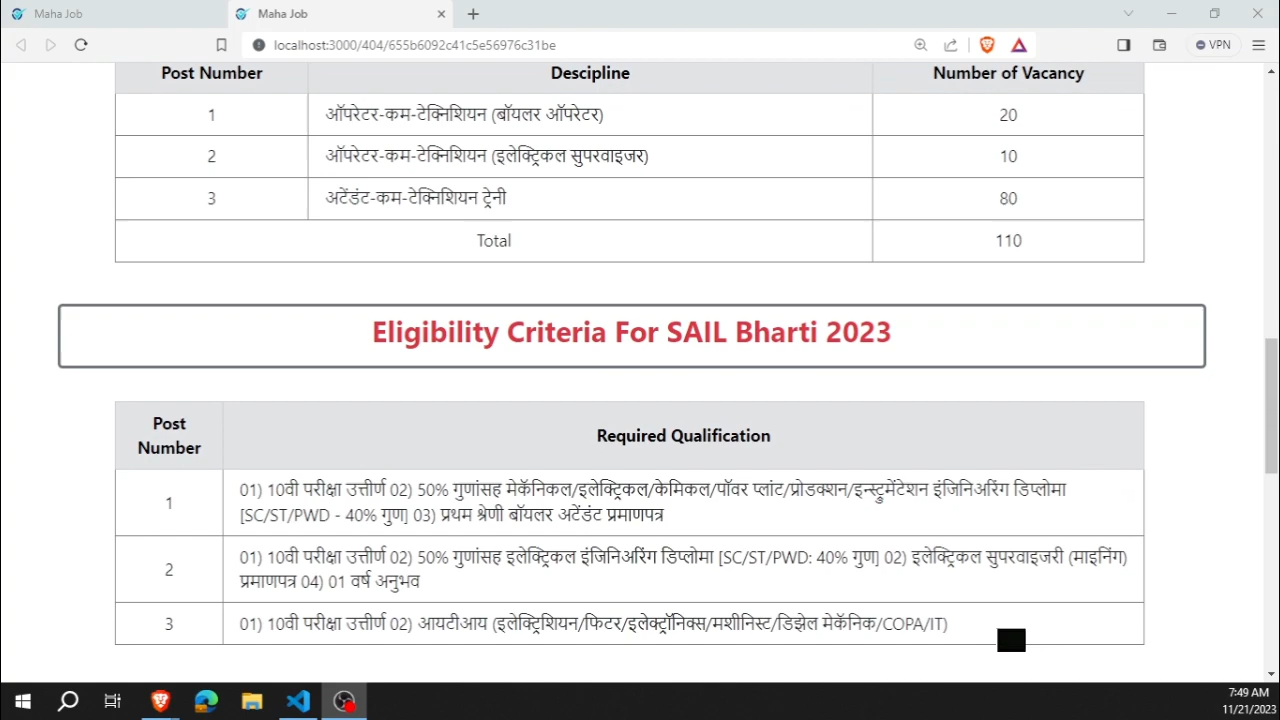 Maha Job
Maha Job
localhost:3000/404/655b6092c41c5e56976c31be
VPN
Post Number Descipline Number of Vacancy
1 ऑपरेटर-कम-टेक्निशियन (बॉयलर ऑपरेटर) 20
2 ऑपरेटर-कम-टेक्निशियन (इलेक्ट्रिकल सुपरवाइजर) 10
3 अटेंडंट-कम-टेक्निशियन ट्रेनी 80
Total 110
Eligibility Criteria For SAIL Bharti 2023
Post
Number
Required Qualification
1
01) 10वी परीक्षा उत्तीर्ण 02) 50% गुणांसह मेकॅनिकल/इलेक्ट्रिकल/केमिकल/पॉवर प्लांट/प्रोडक्शन/इन्स्ट्रुमेंटेशन इंजिनिअरिंग डिप्लोमा
[SC/ST/PWD - 40% गुण] 03) प्रथम श्रेणी बॉयलर अटेंडंट प्रमाणपत्र
2
01) 10वी परीक्षा उत्तीर्ण 02) 50% गुणांसह इलेक्ट्रिकल इंजिनिअरिंग डिप्लोमा [SC/ST/PWD: 40% गुण] 02) इलेक्ट्रिकल सुपरवाइजरी (माइनिंग)
प्रमाणपत्र 04) 01 वर्ष अनुभव
3 01) 10वी परीक्षा उत्तीर्ण 02) आयटीआय (इलेक्ट्रिशियन/फिटर/इलेक्ट्रॉनिक्स/मशीनिस्ट/डिझेल मेकॅनिक/COPA/IT)
7:49 AM
11/21/2023